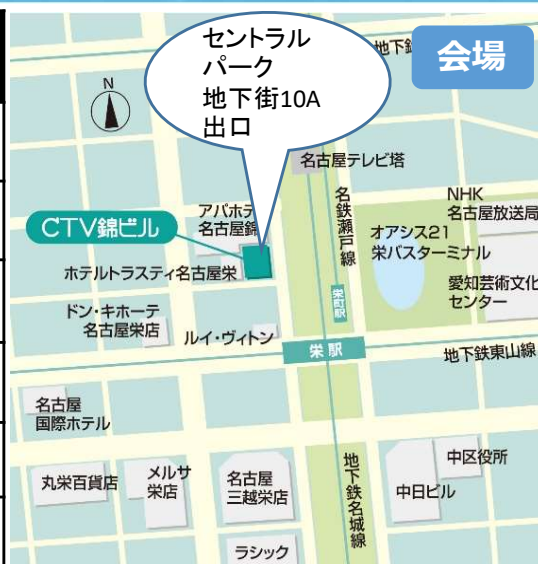 セントラル
パーク
地下街10A
出口
地下鉄
会場
N
名古屋テレビ塔
CTV錦ビル
アパホテ
名古屋錦
名鉄瀬戸線
NHK
名古屋放送局
オアシス21
栄バスターミナル
ホテルトラスティ名古屋栄
栄町駅
愛知芸術文化
センター
ドン・キホーテ
名古屋栄店
ルイ・ヴィトン
栄駅
地下鉄東山線
名古屋
国際ホテル
丸栄百貨店
メルサ
栄店
名古屋
三越栄店
地下鉄名城線
中区役所
中日ビル
ラシック